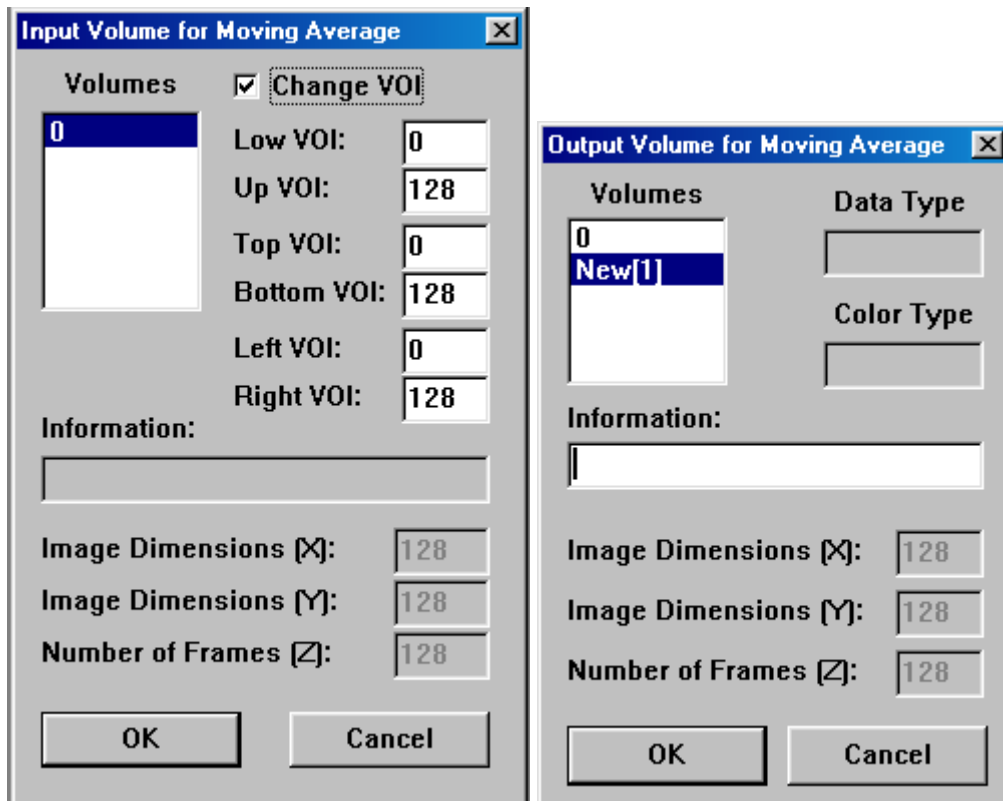 Input Volume for Moving Average
Volumes
Change VOI
0
Low VOI: 0
Up VOI: 128
Top VOI: 0
Bottom VOI: 128
Left VOI: 0
Right VOI: 128
Information:
Image Dimensions (X): 128
Image Dimensions (Y): 128
Number of Frames (Z): 128
OK Cancel
Output Volume for Moving Average
Volumes
Data Type
0
New[1]
Color Type
Information:
Image Dimensions (X): 128
Image Dimensions (Y): 128
Number of Frames (Z): 128
OK Cancel